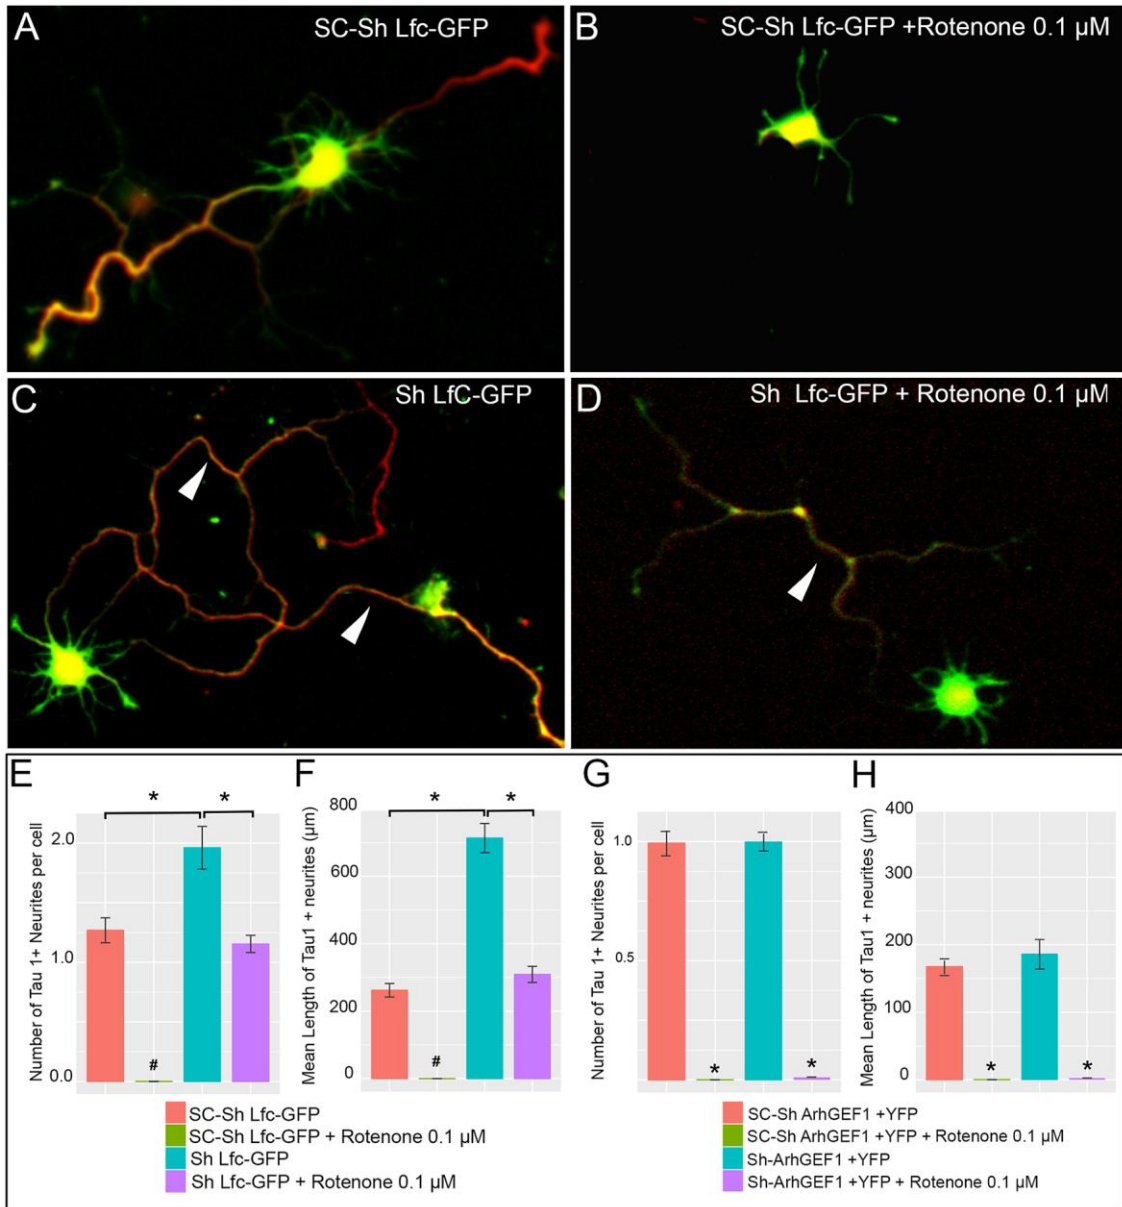 A
SC-Sh Lfc-GFP
B
SC-Sh Lfc-GFP +Rotenone 0.1 µM
C
Sh LfC-GFP
D
Sh Lfc-GFP + Rotenone 0.1 µM
E
Number of Tau 1+ Neurites per cell
2.0
1.0
0.0
*
*
#
F
Mean Length of Tau1 + neurites (µm)
800
600
400
200
0
*
*
#
SC-Sh Lfc-GFP
SC-Sh Lfc-GFP + Rotenone 0.1 µM
Sh Lfc-GFP
Sh Lfc-GFP + Rotenone 0.1 µM
G
Number of Tau 1+ Neurites per cell
1.0
0.5
*
*
H
Mean Length of Tau1 + neurites (µm)
400
300
200
100
0
*
*
SC-Sh ArhGEF1 +YFP
SC-Sh ArhGEF1 +YFP + Rotenone 0.1 µM
Sh-ArhGEF1 +YFP
Sh-ArhGEF1 +YFP + Rotenone 0.1 µM